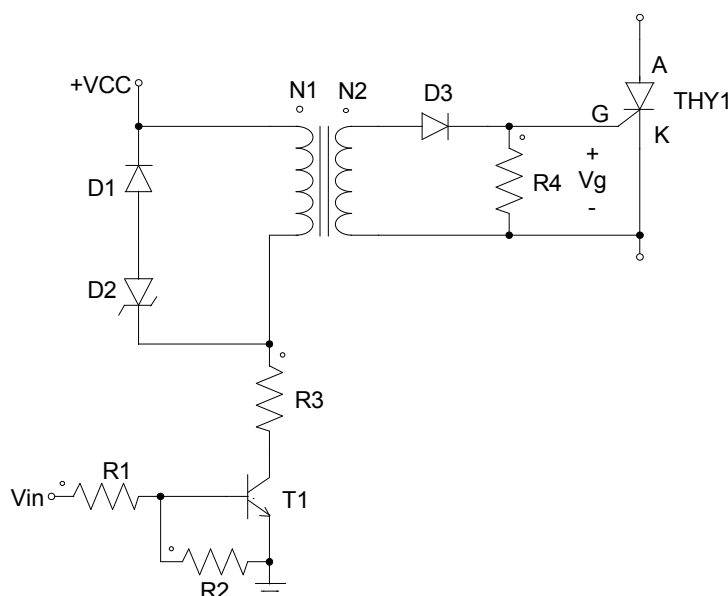 +VCC
N1
N2
D3
A
THY1
G
K
D1
R4
+
Vg
-
D2
R3
R1
Vin
T1
R2